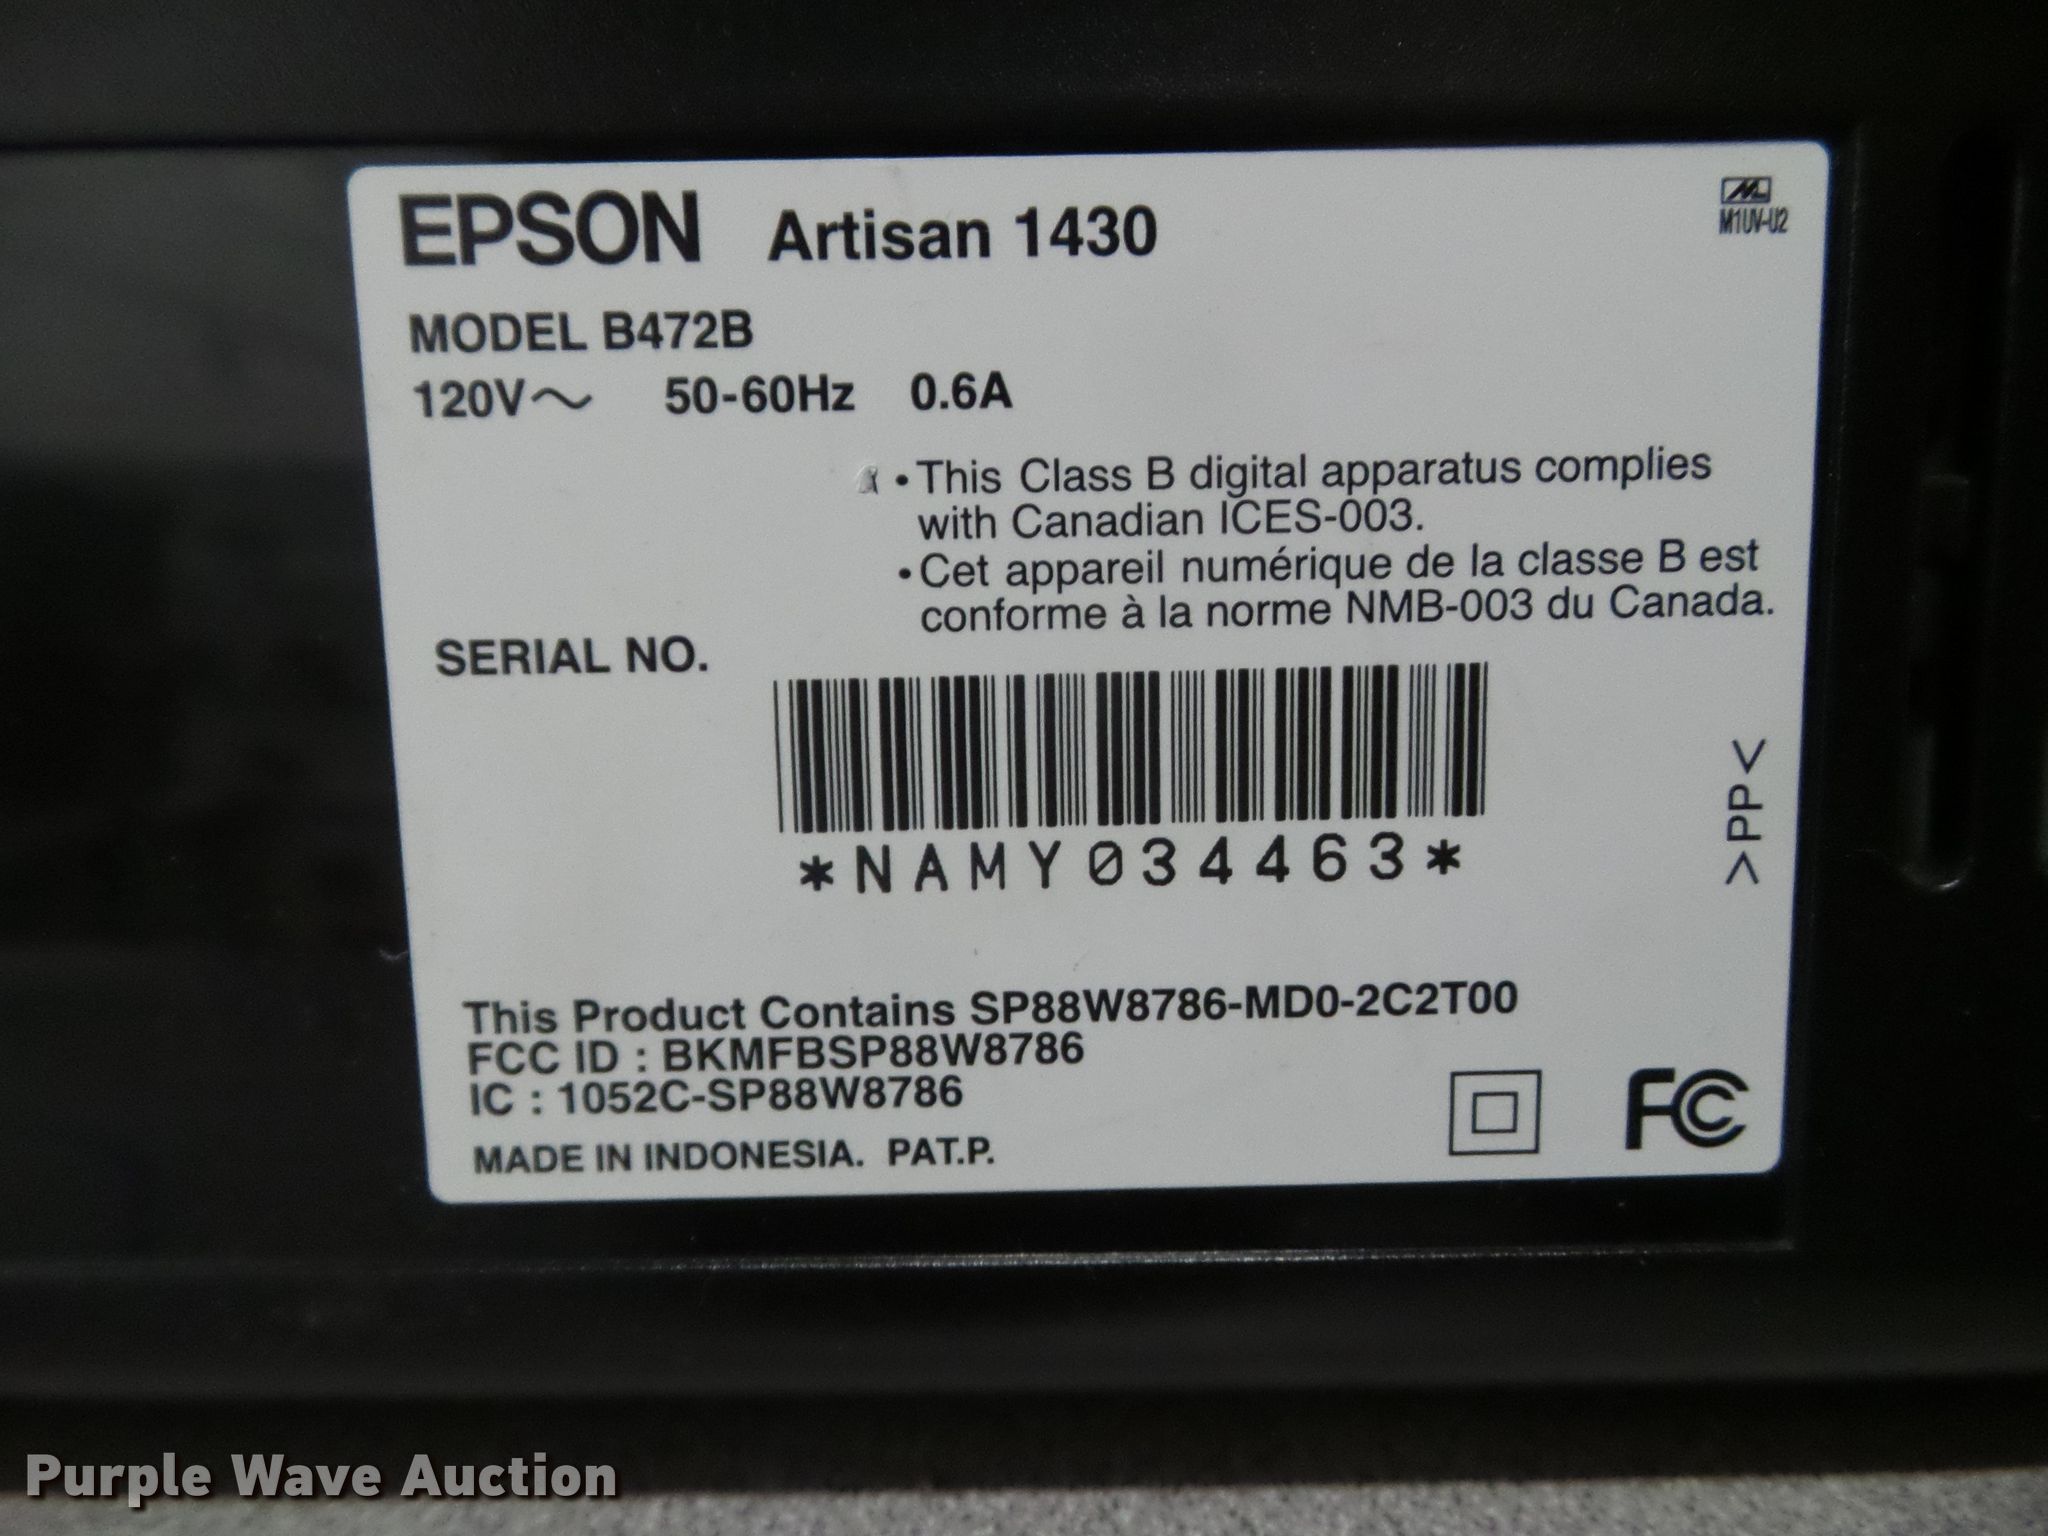 EPSON Artisan 1430
M1UV-U2
MODEL B472B
120V～ 50-60Hz 0.6A
•This Class B digital apparatus complies
with Canadian ICES-003.
•Cet appareil numérique de la classe B est
conforme à la norme NMB-003 du Canada.
SERIAL NO.
*NAMY034463*
>PP<
This Product Contains SP88W8786-MD0-2C2T00
FCC ID : BKMFBSP88W8786
IC : 1052C-SP88W8786
MADE IN INDONESIA. PAT.P.
FC
Purple Wave Auction